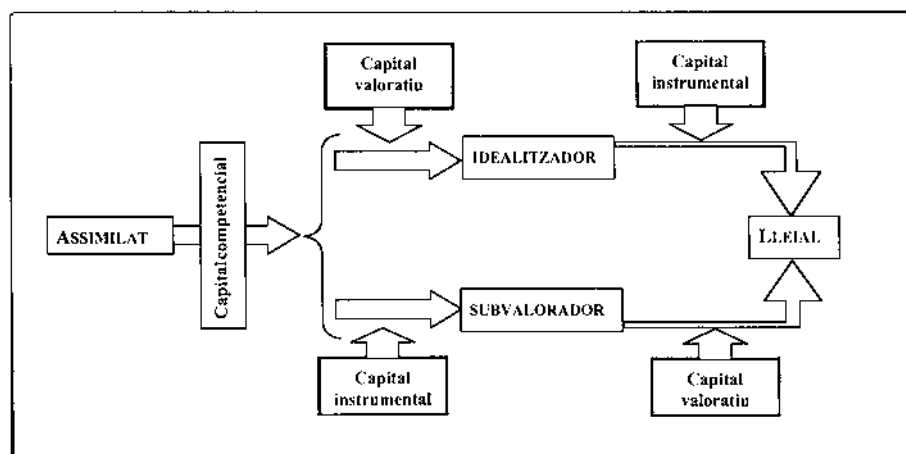 Capital
valoratiu
Capital
instrumental
IDEALITZADOR
ASSIMILAT
Capital competencial
LLEIAL
SUBVALORADOR
Capital
instrumental
Capital
valoratiu